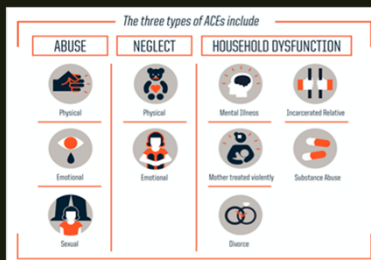 The three types of ACEs include
ABUSE
NEGLECT
HOUSEHOLD DYSFUNCTION
Physical
Physical
Mental Illness
Incarcerated Relative
Emotional
Emotional
Mother treated violently
Substance Abuse
Sexual
Divorce